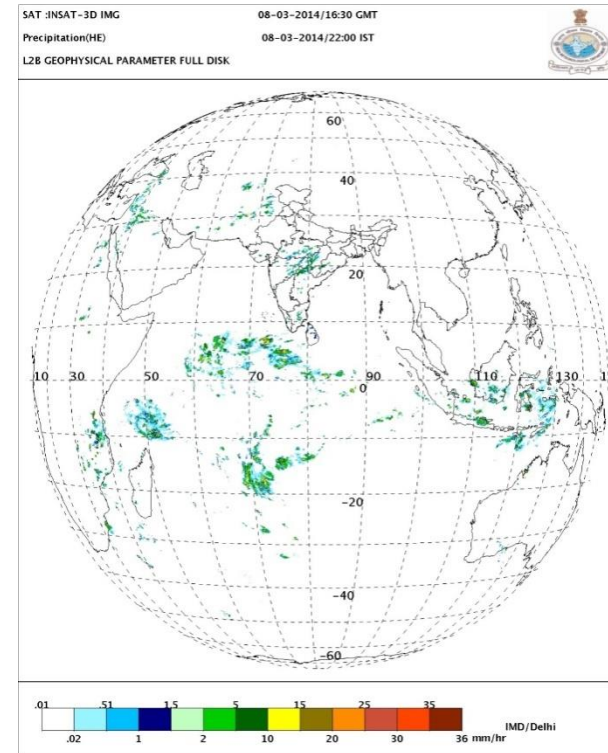 SAT :INSAT-3D IMG 08-03-2014/16:30 GMT
Precipitation(HE) 08-03-2014/22:00 IST
L2B GEOPHYSICAL PARAMETER FULL DISK
60
40
20
10 30 50 70 0 90 110 130
-20
-40
-60
.01 .51 1.5 5 15 25 35
.02 1 2 10 20 30 36 mm/hr
IMD/Delhi